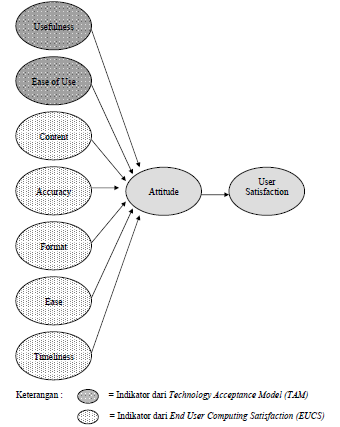 Usefulness
Ease of Use
Content
Accuracy
Format
Ease
Timeliness
Attitude
User
Satisfaction
Keterangan :
= Indikator dari Technology Acceptance Model (TAM)
= Indikator dari End User Computing Satisfaction (EUCS)